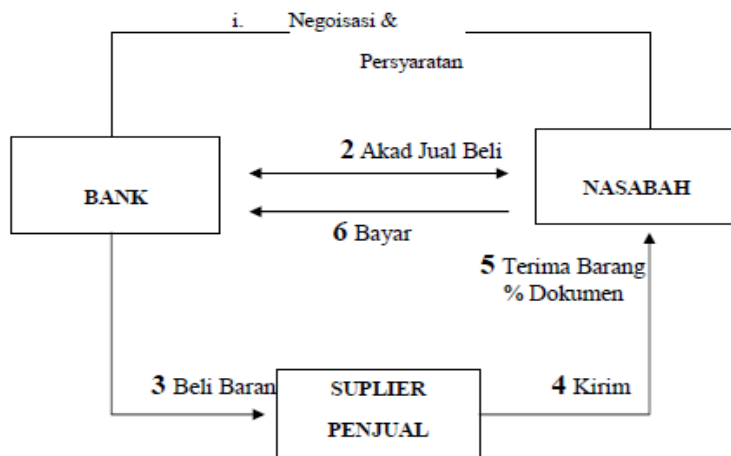 i. Negoisasi &
Persyaratan
2 Akad Jual Beli
BANK
NASABAH
6 Bayar
5 Terima Barang
% Dokumen
3 Beli Baran
SUPLIER
PENJUAL
4 Kirim